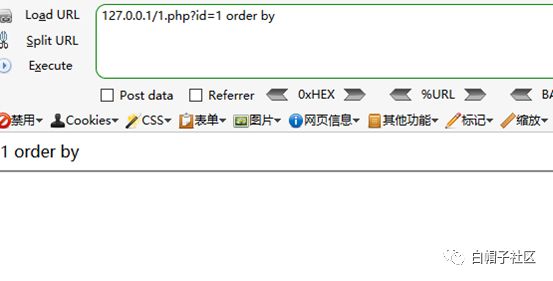 Load URL
127.0.0.1/1.php?id=1 order by
Split URL
Execute
Post data Referrer 0xHEX %URL BA
禁用 Cookies CSS 表单 图片 网页信息 其他功能 标记 缩放
1 order by
白帽子社区